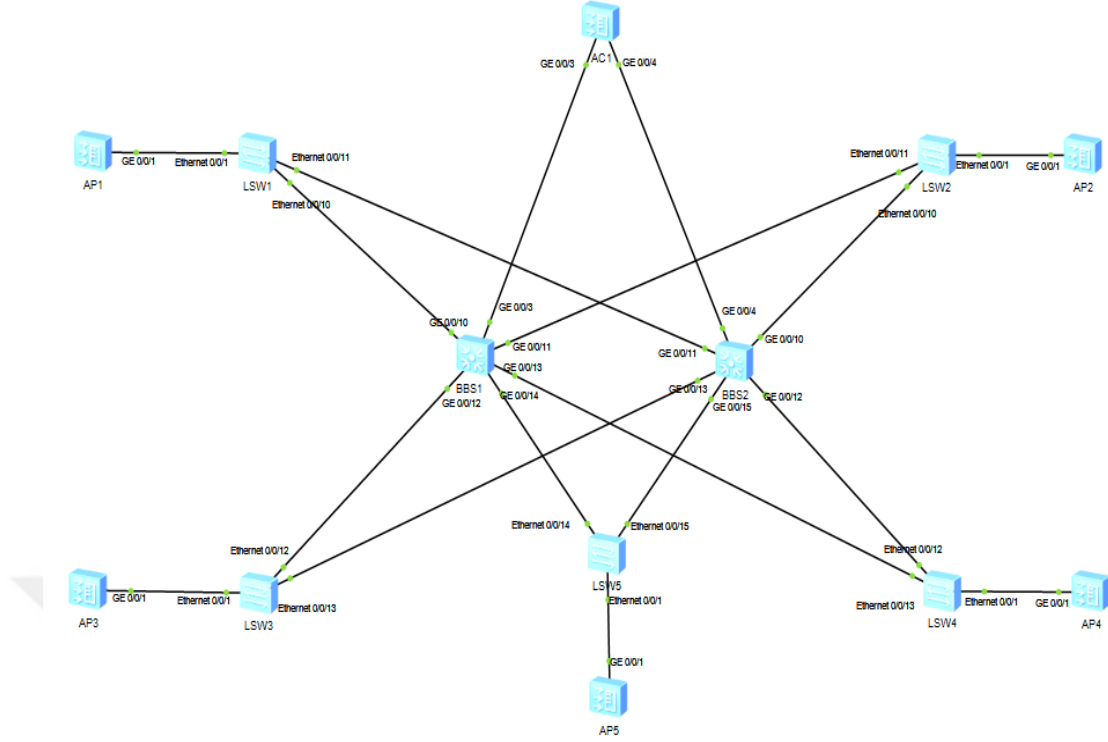 AC1
GE 0/0/3
GE 0/0/4
AP1
GE 0/0/1
Ethernet 0/0/1
LSW1
Ethernet 0/0/11
Ethernet 0/0/10
Ethernet 0/0/11
LSW2
Ethernet 0/0/1
GE 0/0/1
AP2
Ethernet 0/0/10
GE 0/0/3
GE 0/0/4
GE 0/0/10
GE 0/0/11
GE 0/0/13
BBS1
GE 0/0/14
GE 0/0/12
GE 0/0/10
GE 0/0/11
GE 0/0/13
BBS2
GE 0/0/12
GE 0/0/15
Ethernet 0/0/14
Ethernet 0/0/15
LSW5
Ethernet 0/0/1
GE 0/0/1
AP5
Ethernet 0/0/12
AP3
GE 0/0/1
Ethernet 0/0/1
LSW3
Ethernet 0/0/13
Ethernet 0/0/12
Ethernet 0/0/13
LSW4
Ethernet 0/0/1
GE 0/0/1
AP4